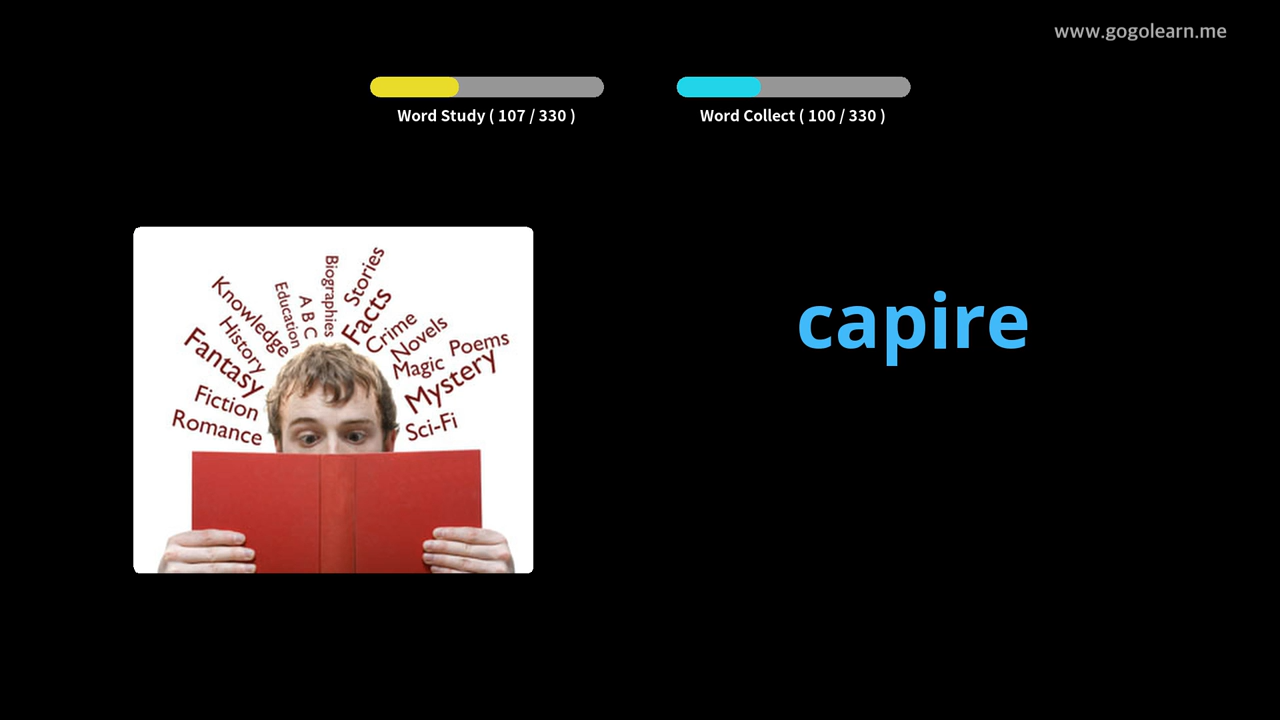 www.gogolearn.me
Word Study ( 107 / 330 )
Word Collect ( 100 / 330 )
capire
Biographies
Stories
Education
A B C
Facts
Knowledge
History
Crime
Novels
Poems
Fantasy
Magic
Mystery
Fiction
Romance
Sci-Fi